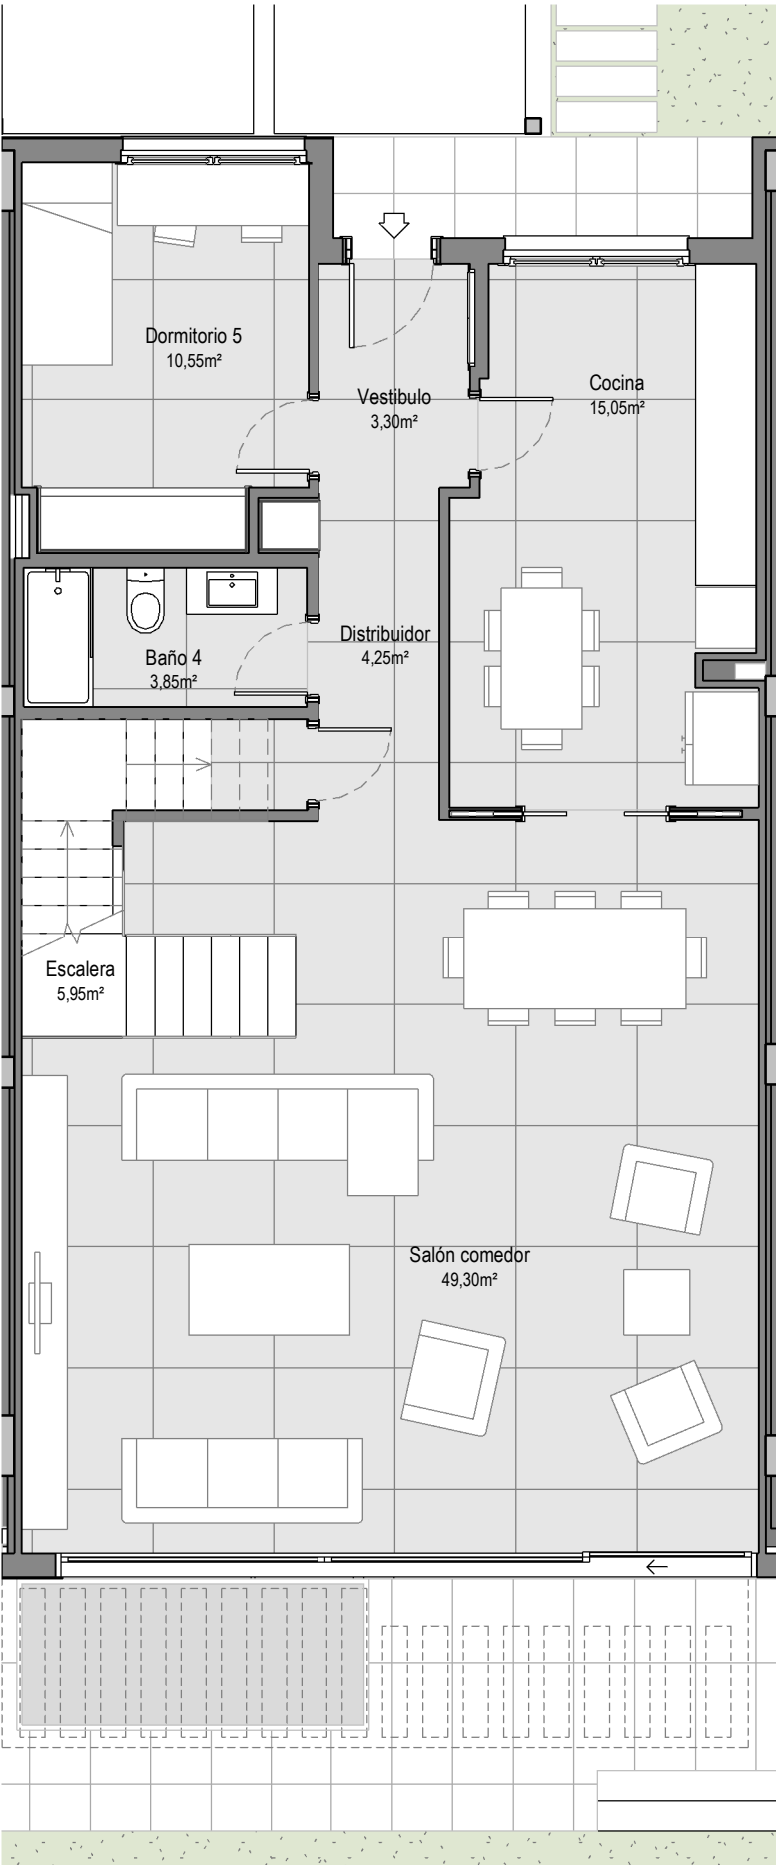 Dormitorio 5
10,55m²
Vestibulo
3,30m²
Cocina
15,05m²
Distribuidor
4,25m²
Baño 4
3,85m²
Escalera
5,95m²
Salón comedor
49,30m²